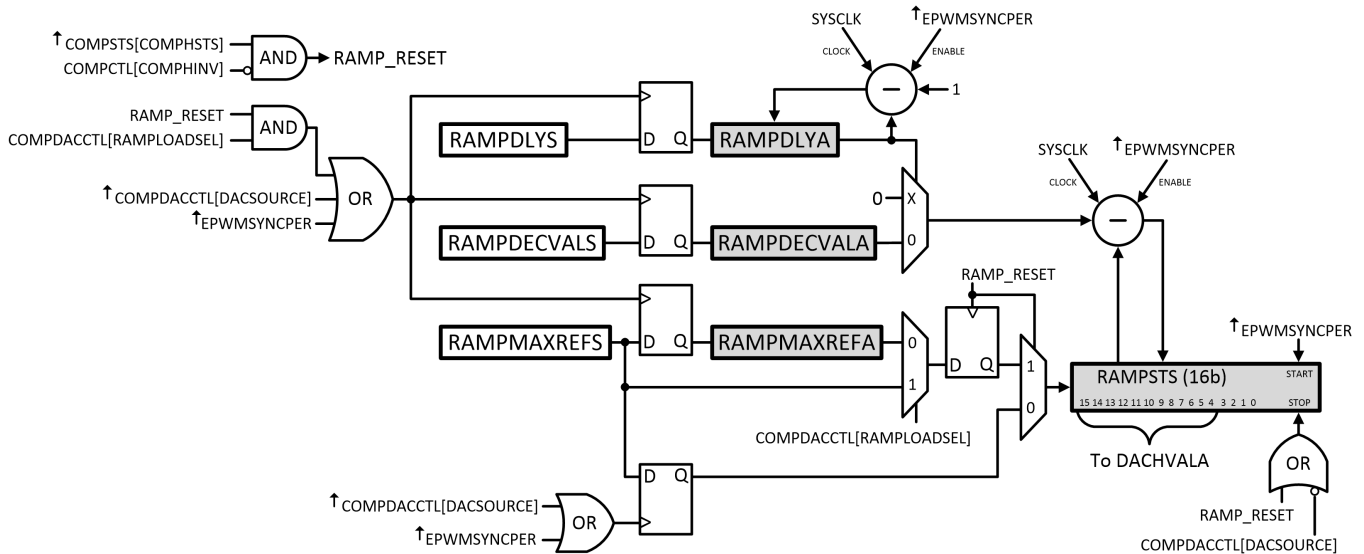 SYSCLK
↑EPWMSYNCPER
CLOCK
ENABLE
↑COMPSTS[COMPHSTS]
COMPCTL[COMPHINV]
AND
RAMP_RESET
− 1
RAMP_RESET
COMPDACCTL[RAMPLOADSEL]
AND
RAMPDLYS
D Q
RAMPDLYA
SYSCLK
↑EPWMSYNCPER
CLOCK
ENABLE
↑COMPDACCTL[DACSOURCE]
↑EPWMSYNCPER
OR
0 X
0
−
RAMPDECVALS
D Q
RAMPDECVALA
RAMP_RESET
RAMPMAXREFS
D Q
RAMPMAXREFA
0
1
D Q
1
0
↑EPWMSYNCPER
RAMPSTS (16b)
START
15 14 13 12 11 10 9 8 7 6 5 4 3 2 1 0
STOP
COMPDACCTL[RAMPLOADSEL]
To DACHVALA
OR
D Q
↑COMPDACCTL[DACSOURCE]
↑EPWMSYNCPER
OR
RAMP_RESET
COMPDACCTL[DACSOURCE]